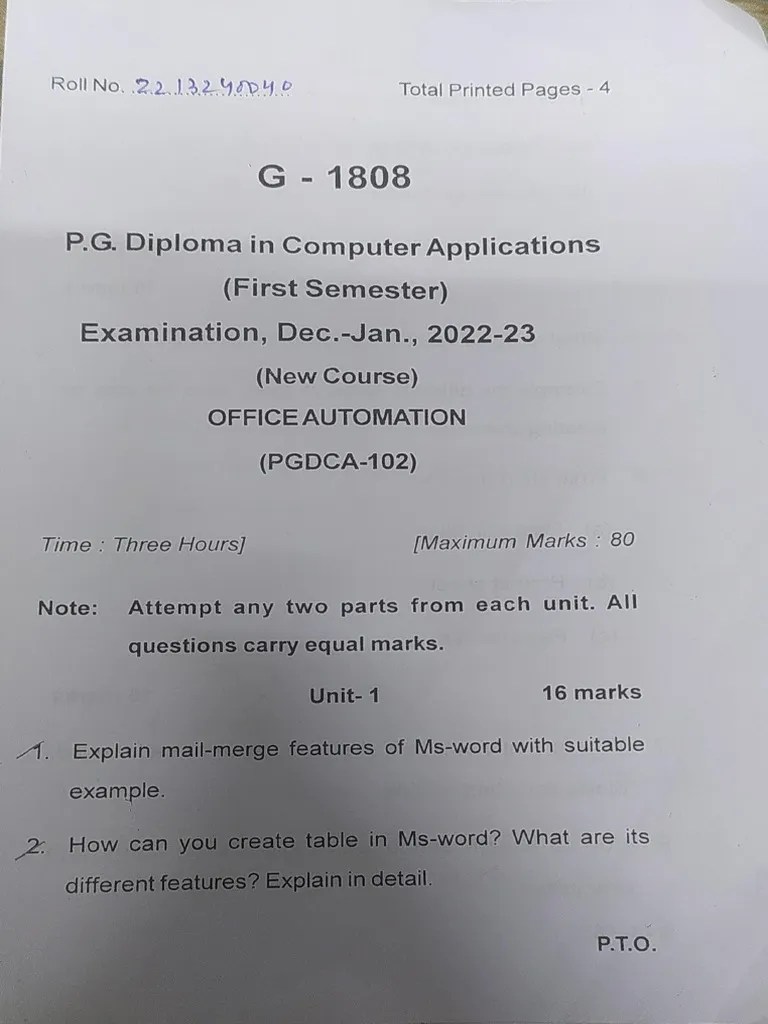 Roll No. 2213240040 Total Printed Pages - 4
G - 1808
P.G. Diploma in Computer Applications
(First Semester)
Examination, Dec.-Jan., 2022-23
(New Course)
OFFICE AUTOMATION
(PGDCA-102)
Time : Three Hours] [Maximum Marks : 80
Note: Attempt any two parts from each unit. All
questions carry equal marks.
Unit- 1 16 marks
1. Explain mail-merge features of Ms-word with suitable
example.
2. How can you create table in Ms-word? What are its
different features? Explain in detail.
P.T.O.